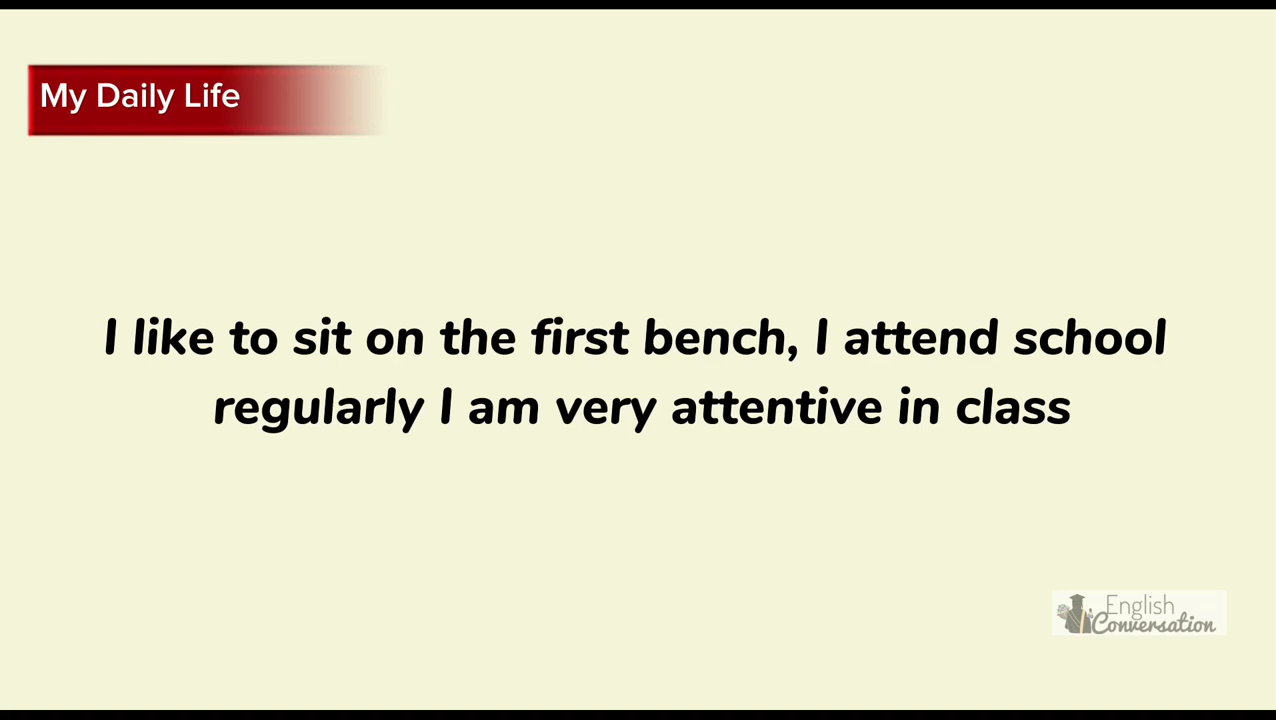 My Daily Life
I like to sit on the first bench, I attend school
regularly I am very attentive in class
English
Conversation